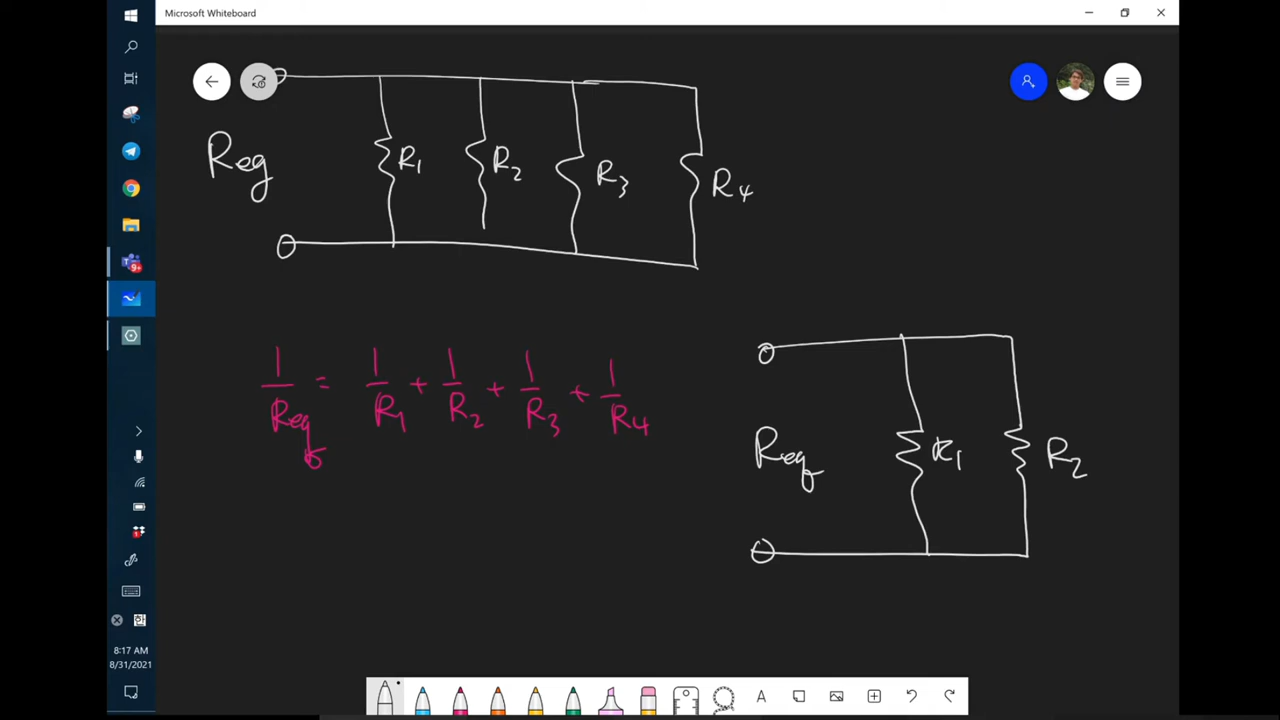 Microsoft Whiteboard
Req
R1
R2
R3
R4
1/Req = 1/R1 + 1/R2 + 1/R3 + 1/R4
Req
R1
R2
9+
8:17 AM
8/31/2021
A